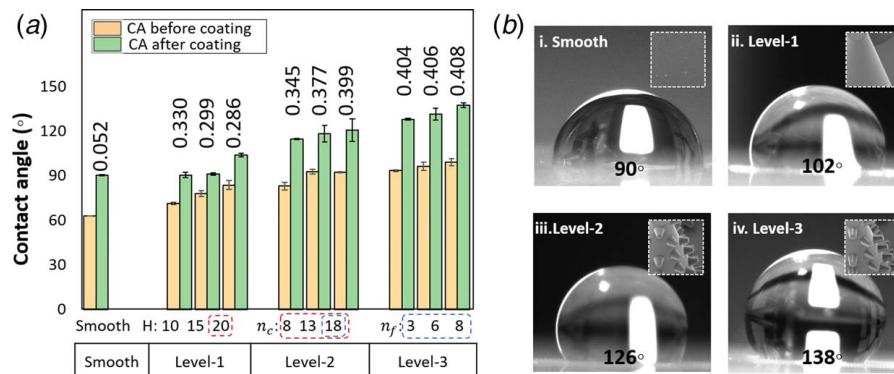 (a)
CA before coating
CA after coating
Contact angle (°)
150
120
90
60
30
0
0.052
0.330
0.299
0.286
0.345
0.377
0.399
0.404
0.406
0.408
Smooth H: 10 15 20 n_c: 8 13 18 n_f: 3 6 8
Smooth Level-1 Level-2 Level-3
(b)
i. Smooth
90°
ii. Level-1
102°
iii.Level-2
126°
iv. Level-3
138°